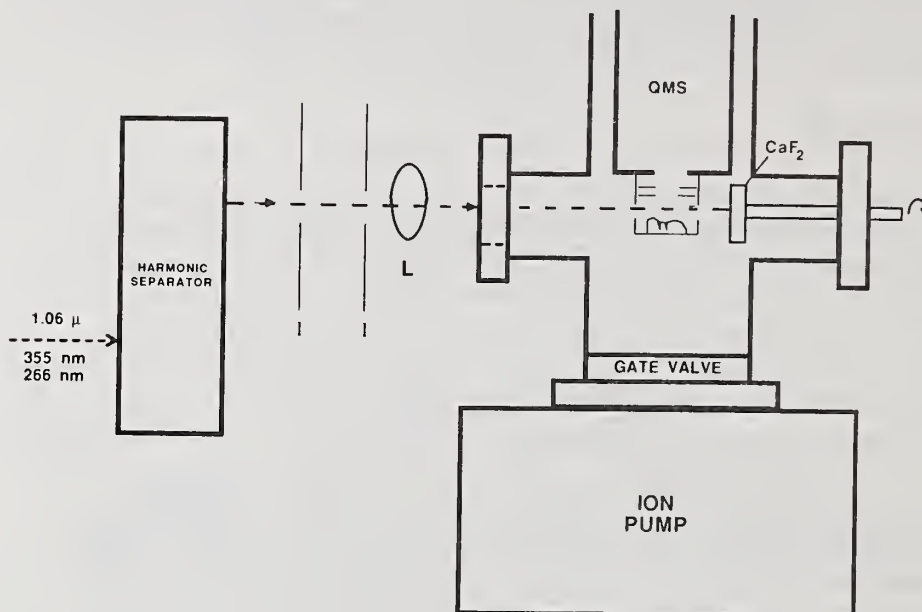 QMS
CaF₂
HARMONIC
SEPARATOR
L
1.06 μ
355 nm
266 nm
I
I
GATE VALVE
ION
PUMP